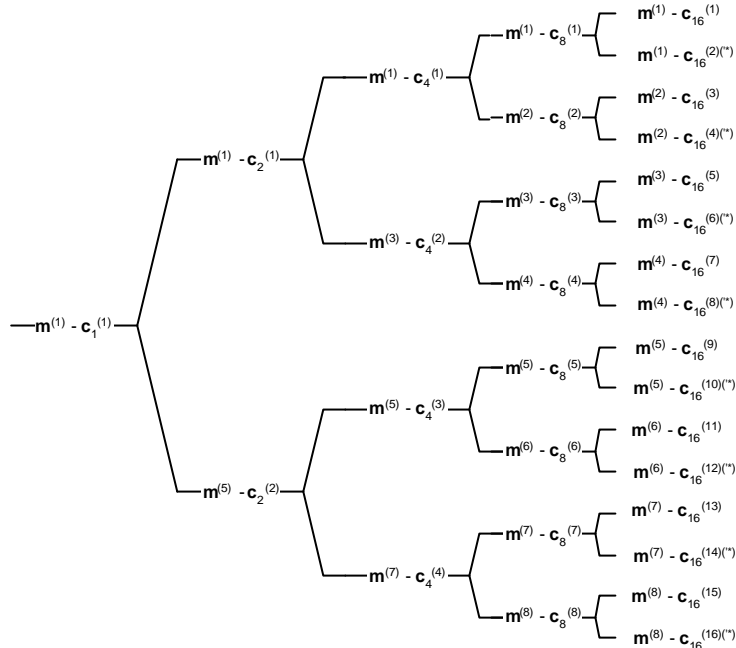 m(1) - c16(1)
m(1) - c8(1)
m(1) - c16(2)(*)
m(1) - c4(1)
m(2) - c16(3)
m(2) - c8(2)
m(2) - c16(4)(*)
m(1) - c2(1)
m(3) - c16(5)
m(3) - c8(3)
m(3) - c16(6)(*)
m(3) - c4(2)
m(4) - c16(7)
m(4) - c8(4)
m(4) - c16(8)(*)
m(1) - c1(1)
m(5) - c16(9)
m(5) - c8(5)
m(5) - c16(10)(*)
m(5) - c4(3)
m(6) - c16(11)
m(6) - c8(6)
m(6) - c16(12)(*)
m(5) - c2(2)
m(7) - c16(13)
m(7) - c8(7)
m(7) - c16(14)(*)
m(7) - c4(4)
m(8) - c16(15)
m(8) - c8(8)
m(8) - c16(16)(*)